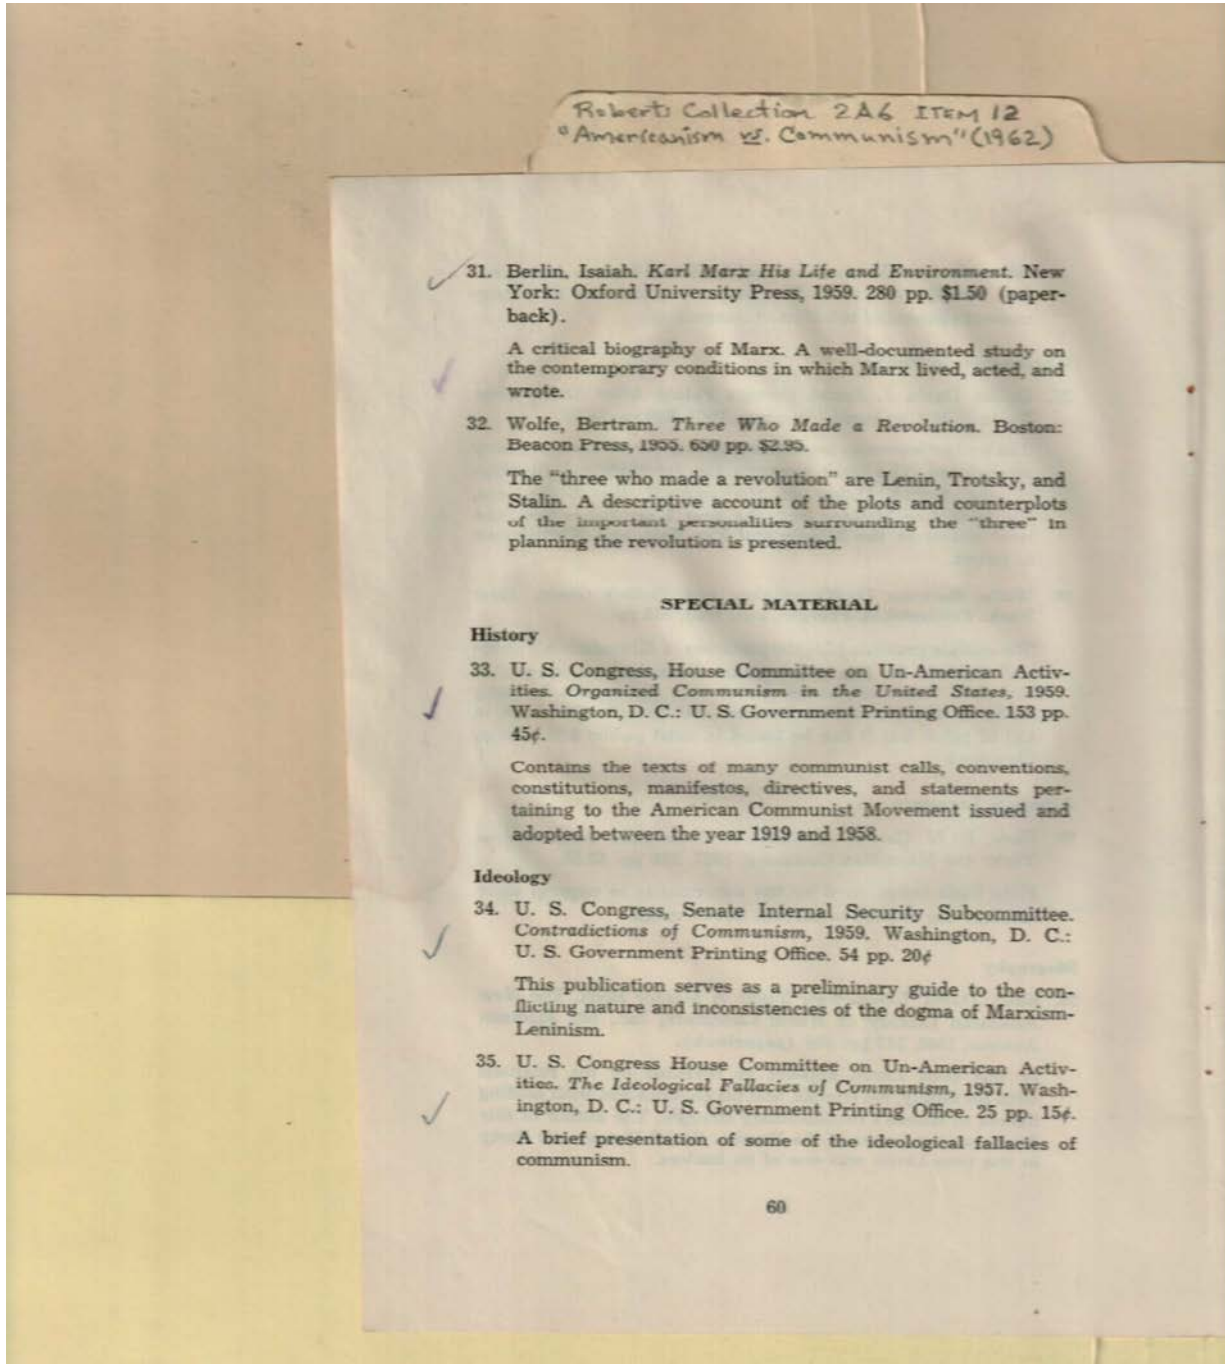 Roberts Collection 2A6 ITEM 12
"Americanism vs. Communism" (1962)
31. Berlin, Isaiah. Karl Marx His Life and Environment. New
York: Oxford University Press, 1959. 280 pp. $1.50 (paper-
back).
A critical biography of Marx. A well-documented study on
the contemporary conditions in which Marx lived, acted, and
wrote.
32. Wolfe, Bertram. Three Who Made a Revolution. Boston:
Beacon Press, 1955. 650 pp. $2.95.
The "three who made a revolution" are Lenin, Trotsky, and
Stalin. A descriptive account of the plots and counterplots
of the important personalities surrounding the "three" in
planning the revolution is presented.
SPECIAL MATERIAL
History
33. U. S. Congress, House Committee on Un-American Activ-
ities. Organized Communism in the United States, 1959.
Washington, D. C.: U. S. Government Printing Office. 153 pp.
45¢.
Contains the texts of many communist calls, conventions,
constitutions, manifestos, directives, and statements per-
taining to the American Communist Movement issued and
adopted between the year 1919 and 1958.
Ideology
34. U. S. Congress, Senate Internal Security Subcommittee.
Contradictions of Communism, 1959. Washington, D. C.:
U. S. Government Printing Office. 54 pp. 20¢
This publication serves as a preliminary guide to the con-
flicting nature and inconsistencies of the dogma of Marxism-
Leninism.
35. U. S. Congress House Committee on Un-American Activ-
ities. The Ideological Fallacies of Communism, 1957. Wash-
ington, D. C.: U. S. Government Printing Office. 25 pp. 15¢.
A brief presentation of some of the ideological fallacies of
communism.
60